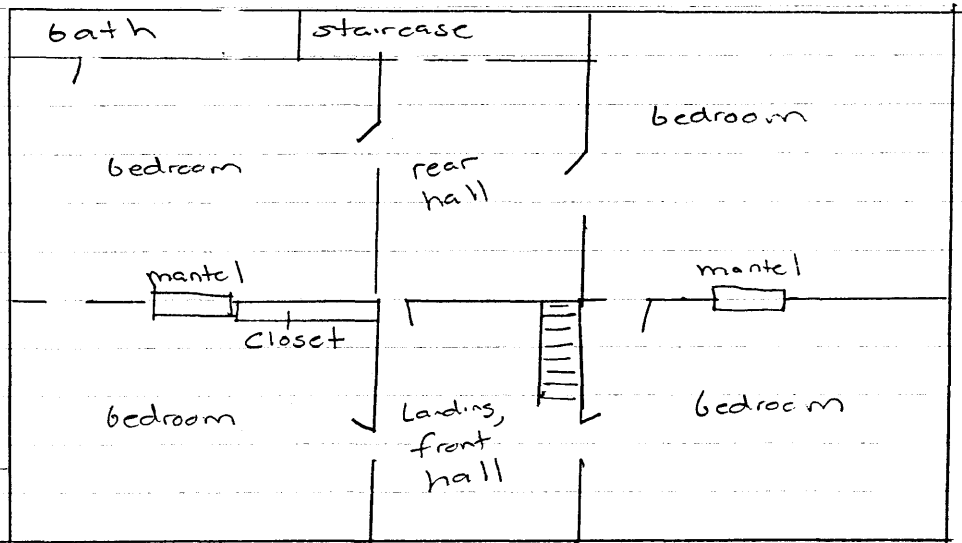 bath
staircase
bedroom
bedroom
rear
hall
mantel
mantel
closet
bedroom
Landing,
front
hall
bedroom